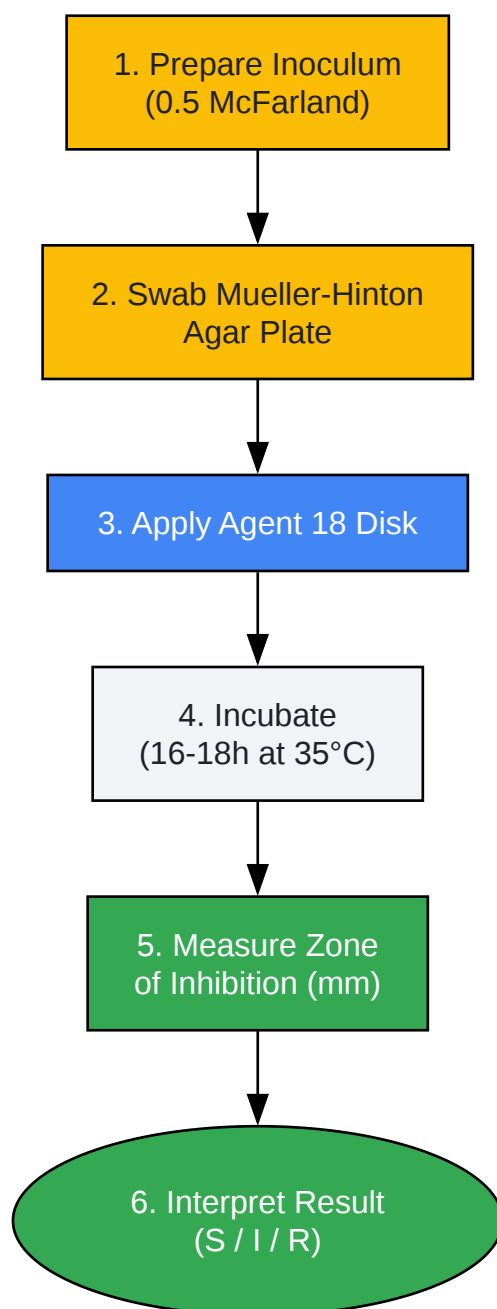 1. Prepare Inoculum
(0.5 McFarland)
2. Swab Mueller-Hinton
Agar Plate
3. Apply Agent 18 Disk
4. Incubate
(16-18h at 35°C)
5. Measure Zone
of Inhibition (mm)
6. Interpret Result
(S / I / R)